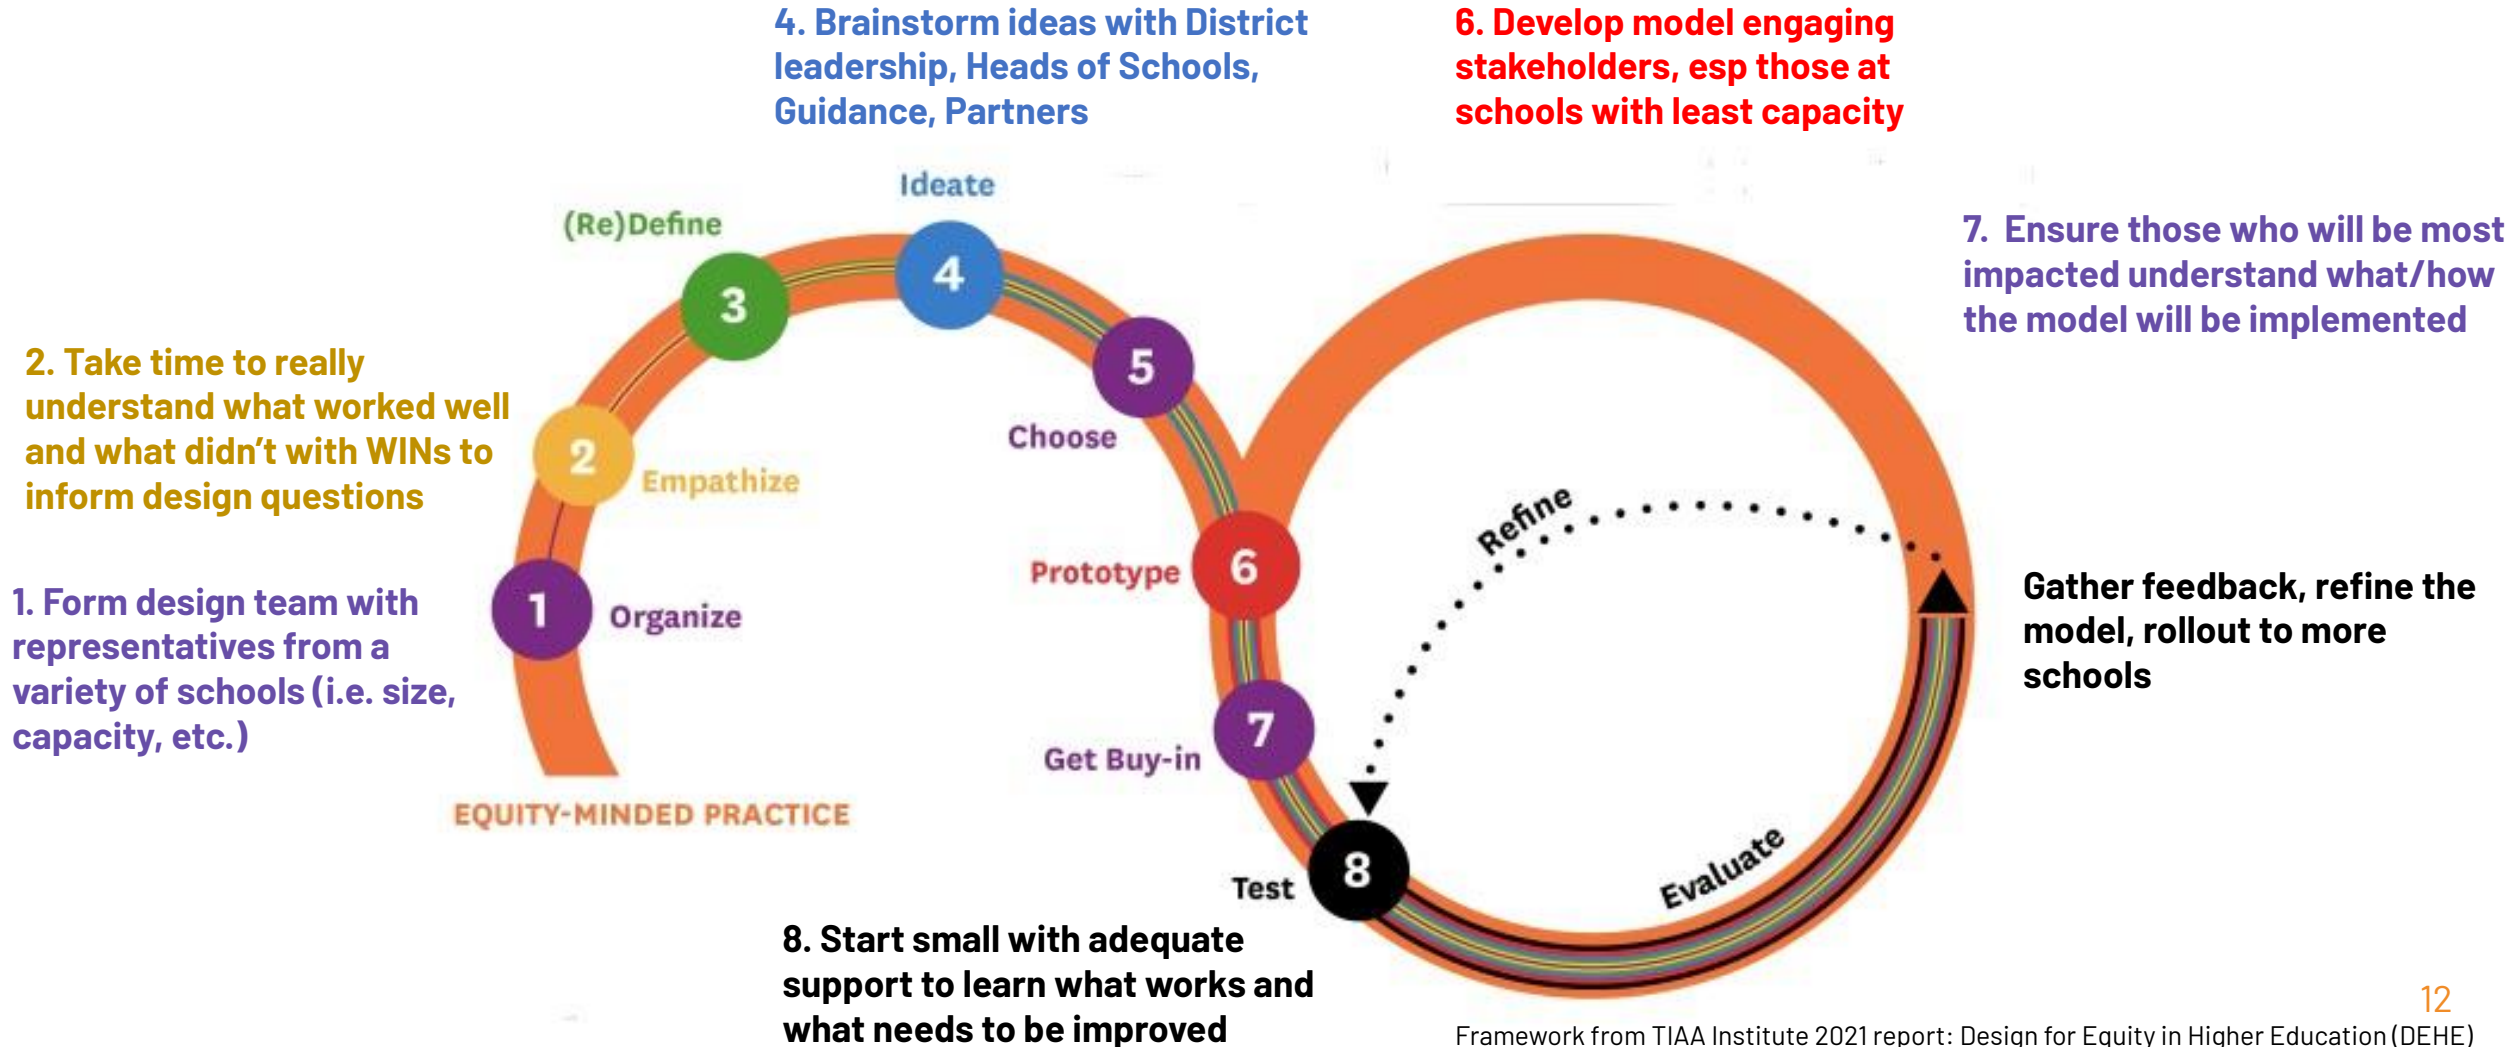 4. Brainstorm ideas with District
leadership, Heads of Schools,
Guidance, Partners
6. Develop model engaging
stakeholders, esp those at
schools with least capacity
7. Ensure those who will be most
impacted understand what/how
the model will be implemented
2. Take time to really
understand what worked well
and what didn't with WINs to
inform design questions
1. Form design team with
representatives from a
variety of schools (i.e. size,
capacity, etc.)
1
Organize
2
Empathize
(Re)Define
3
Ideate
4
5
Choose
Prototype
6
Get Buy-in
7
Test
8
Evaluate
Refine
EQUITY-MINDED PRACTICE
Gather feedback, refine the
model, rollout to more
schools
8. Start small with adequate
support to learn what works and
what needs to be improved
12
Framework from TIAA Institute 2021 report: Design for Equity in Higher Education (DEHE)